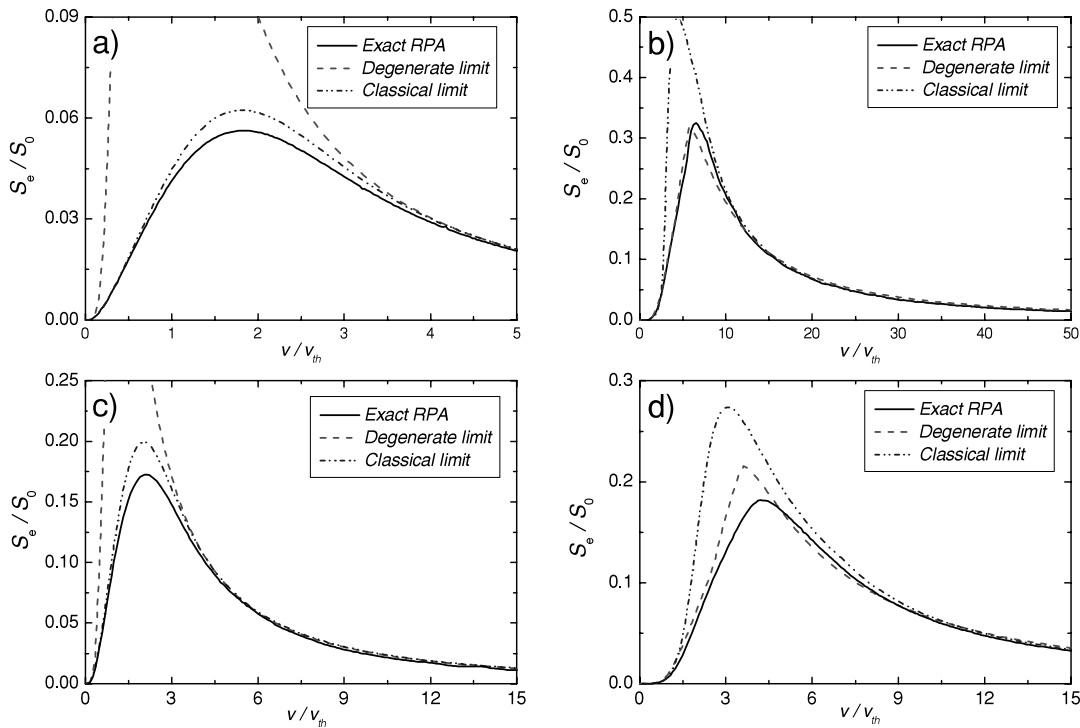 a)
Exact RPA
Degenerate limit
Classical limit
0.09
0.06
0.03
0.00
S_e / S_0
0 1 2 3 4 5
v / v_th
b)
Exact RPA
Degenerate limit
Classical limit
0.5
0.4
0.3
0.2
0.1
0.0
S_e / S_0
0 10 20 30 40 50
v / v_th
c)
Exact RPA
Degenerate limit
Classical limit
0.25
0.20
0.15
0.10
0.05
0.00
S_e / S_0
0 3 6 9 12 15
v / v_th
d)
Exact RPA
Degenerate limit
Classical limit
0.3
0.2
0.1
0.0
S_e / S_0
0 3 6 9 12 15
v / v_th